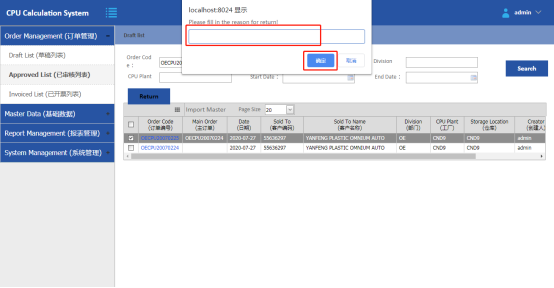 CPU Calculation System
admin
localhost:8024 显示
Please fill in the reason for return!
确定
取消
Order Management (订单管理)
Draft List (草稿列表)
Approved List (已审核列表)
Invoiced List (已开票列表)
Master Data (基础数据)
Report Management (报表管理)
System Management (系统管理)
Draft list
Order Cod
e :
OECPU20
Division
CPU Plant
Start Date :
End Date :
Search
Return
Import Master
Page Size
20
Order Code
(订单编号)
Main Order
(主订单)
Date
(日期)
Sold To
(客户编码)
Sold To Name
(客户名称)
Division
(部门)
CPU Plant
(工厂)
Storage Location
(仓库)
Creator
(创建人)
OECPU20070225 OECPU20070224 2020-07-27 55636297 YANFENG PLASTIC OMNIUM AUTO OE CND9 CND9 admin
OECPU20070224 2020-07-27 55636297 YANFENG PLASTIC OMNIUM AUTO OE CND9 CND9 admin